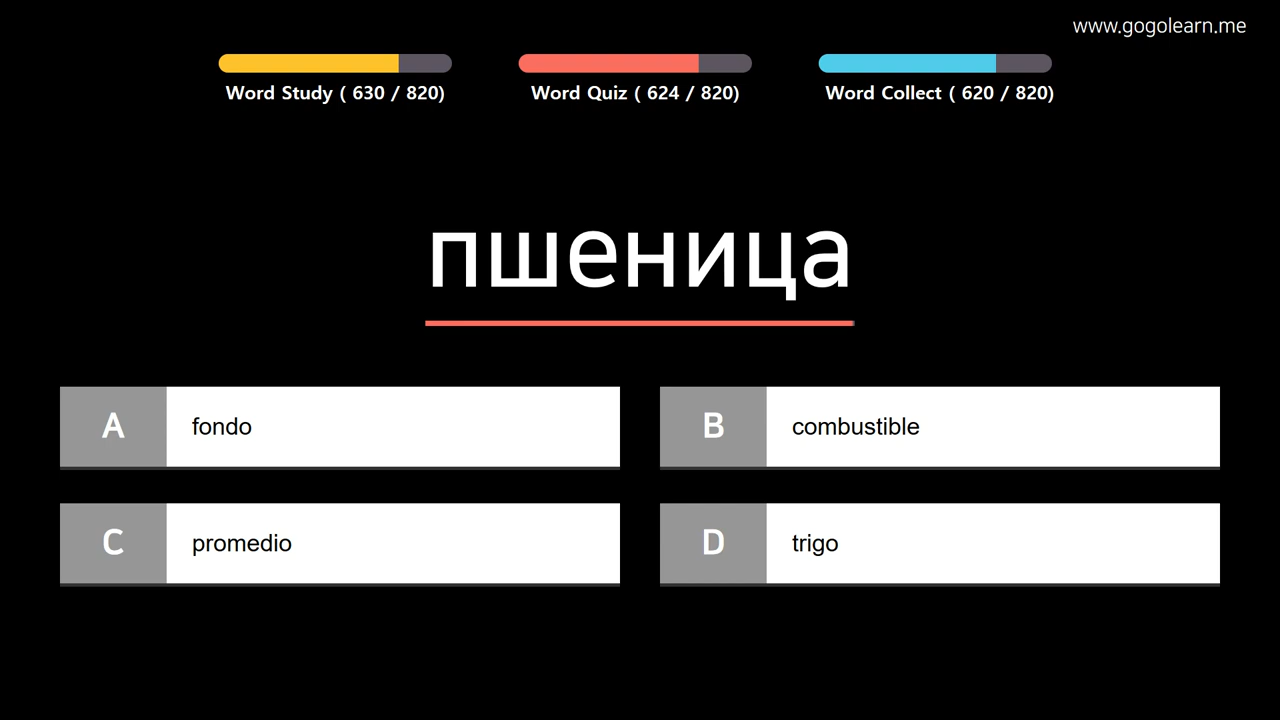 www.gogolearn.me
Word Study ( 630 / 820)
Word Quiz ( 624 / 820)
Word Collect ( 620 / 820)
пшеница
A fondo
B combustible
C promedio
D trigo